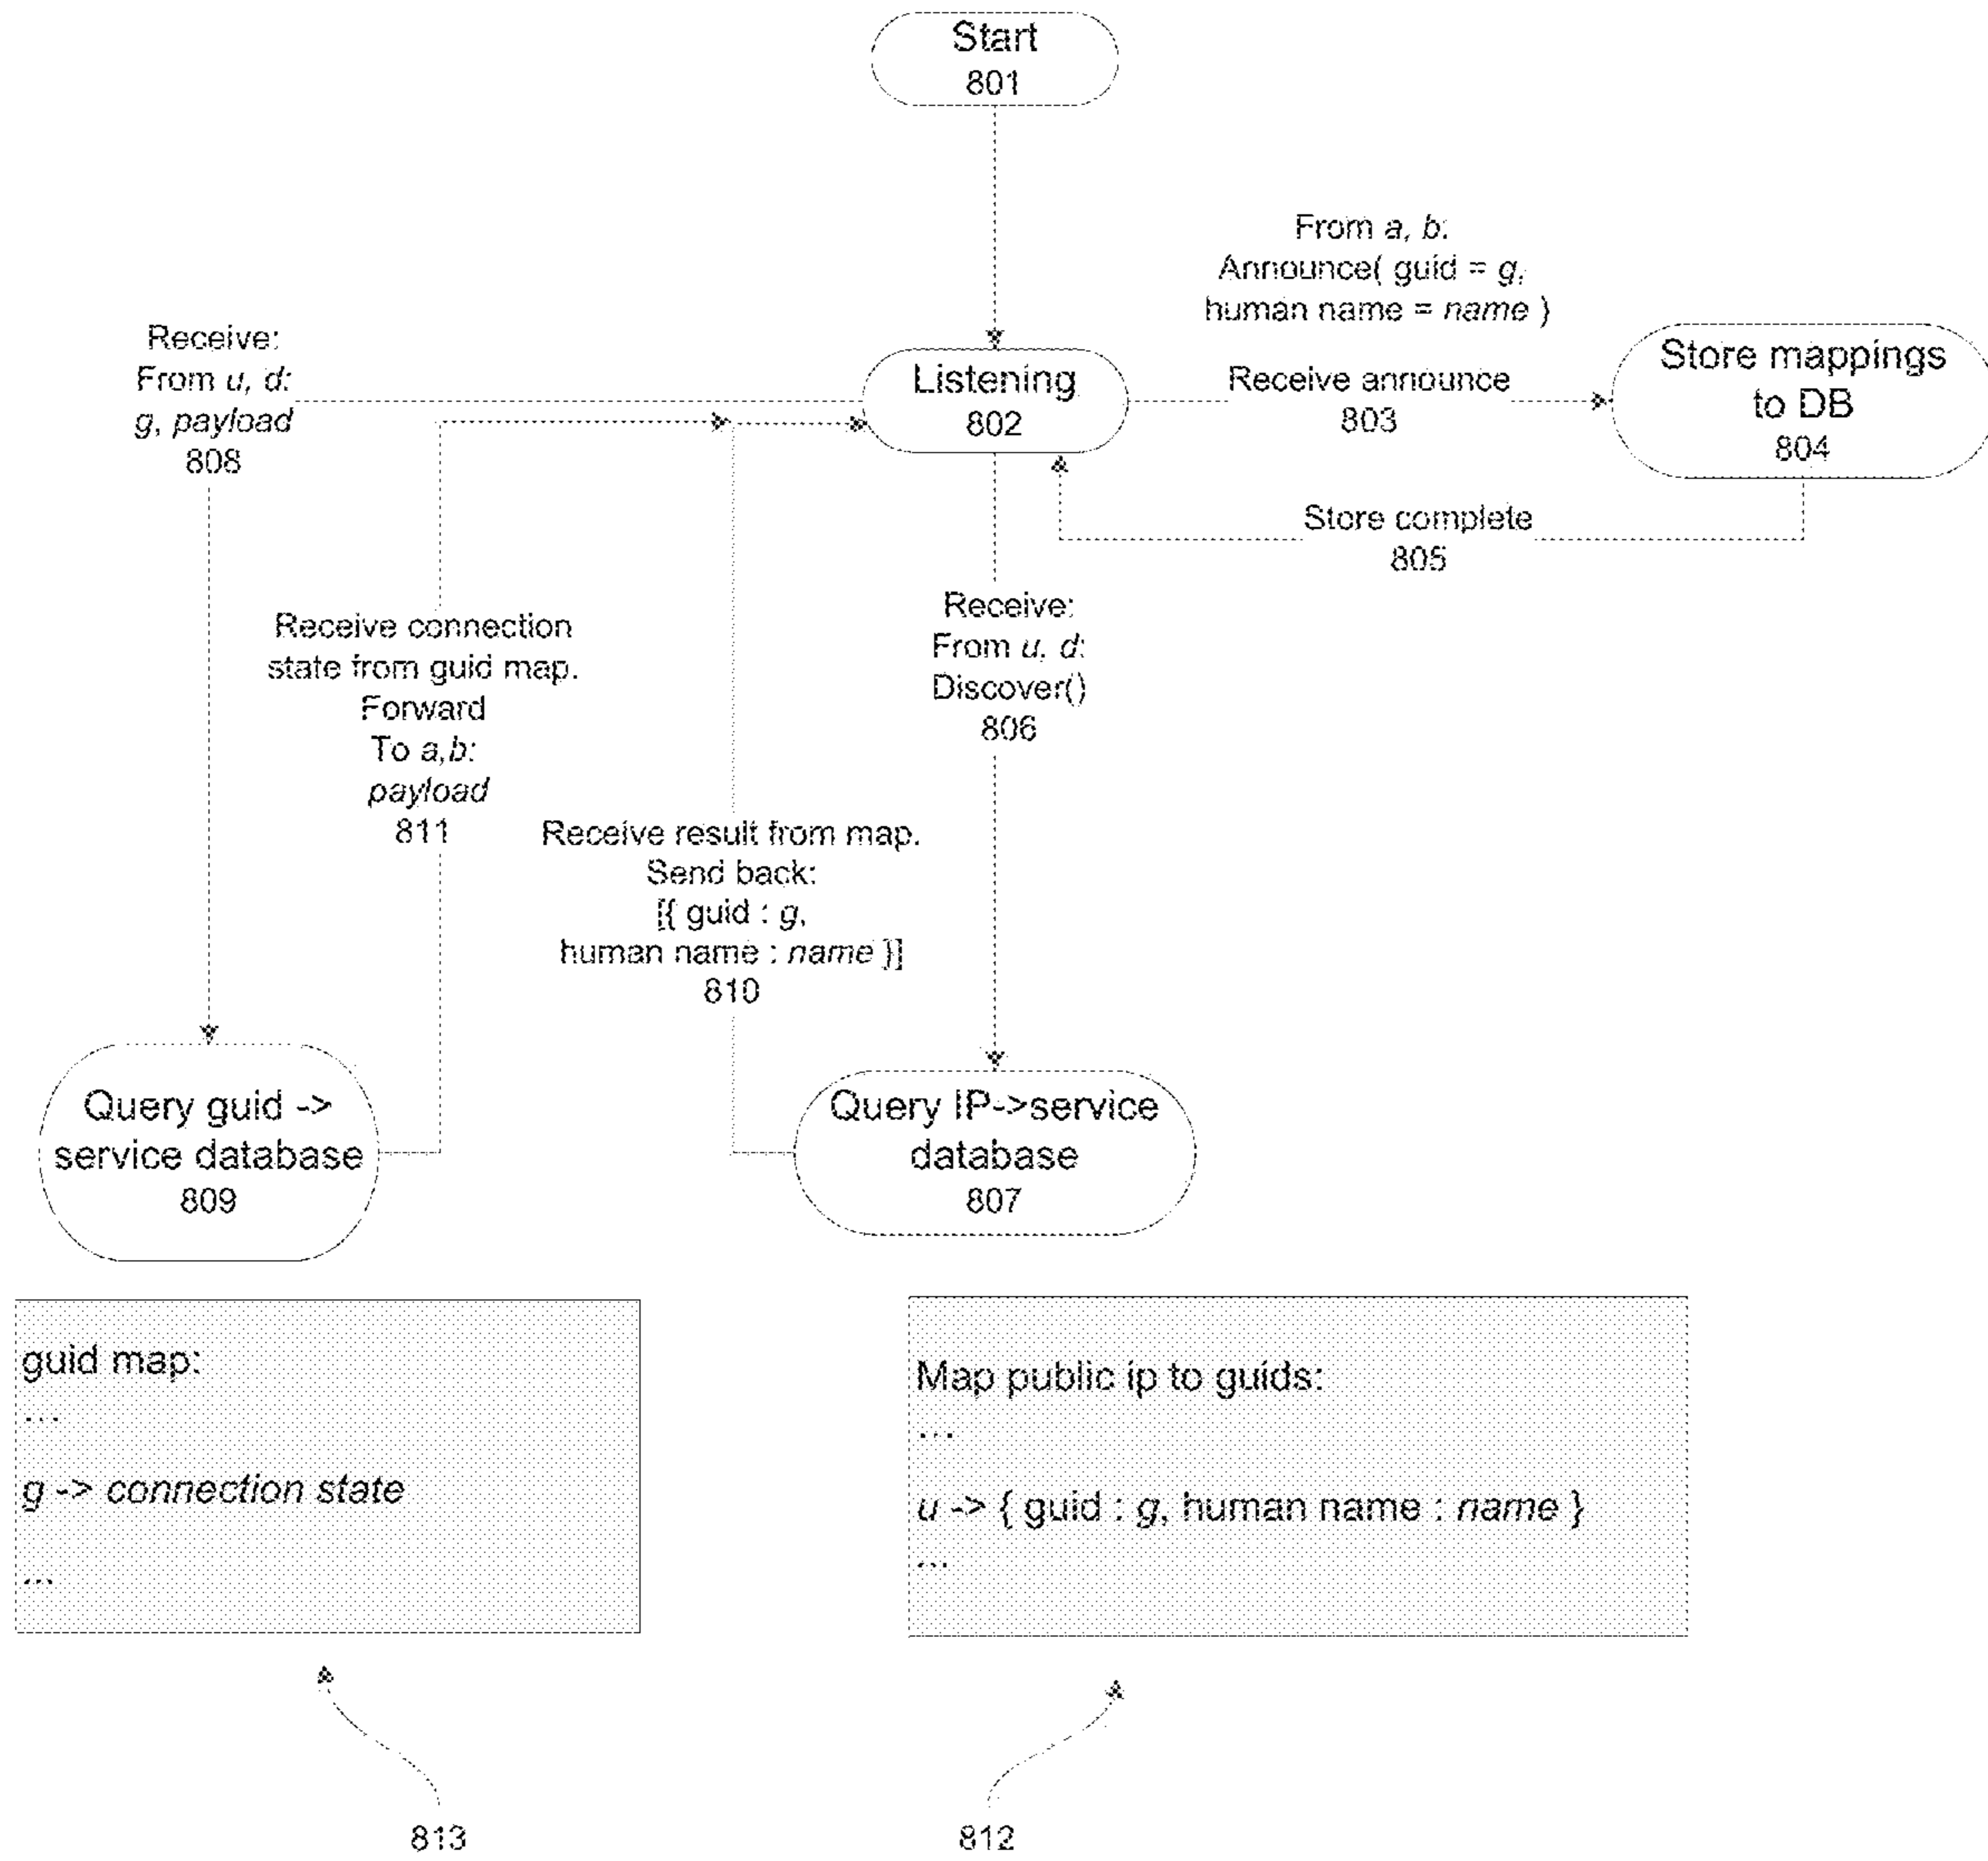 Start
801
From a, b:
Announce( guid = g,
human name = name )
Receive:
From u, d:
g, payload
808
Listening
802
Receive announce
803
Store mappings
to DB
804
Store complete
805
Receive connection
state from guid map.
Forward
To a,b:
payload
811
Receive:
From u, d:
Discover()
806
Receive result from map.
Send back:
[{ guid : g,
human name : name }]
810
Query guid ->
service database
809
Query IP->service
database
807
guid map:
...
g -> connection state
...
Map public ip to guids:
...
u -> { guid : g, human name : name }
...
813
812